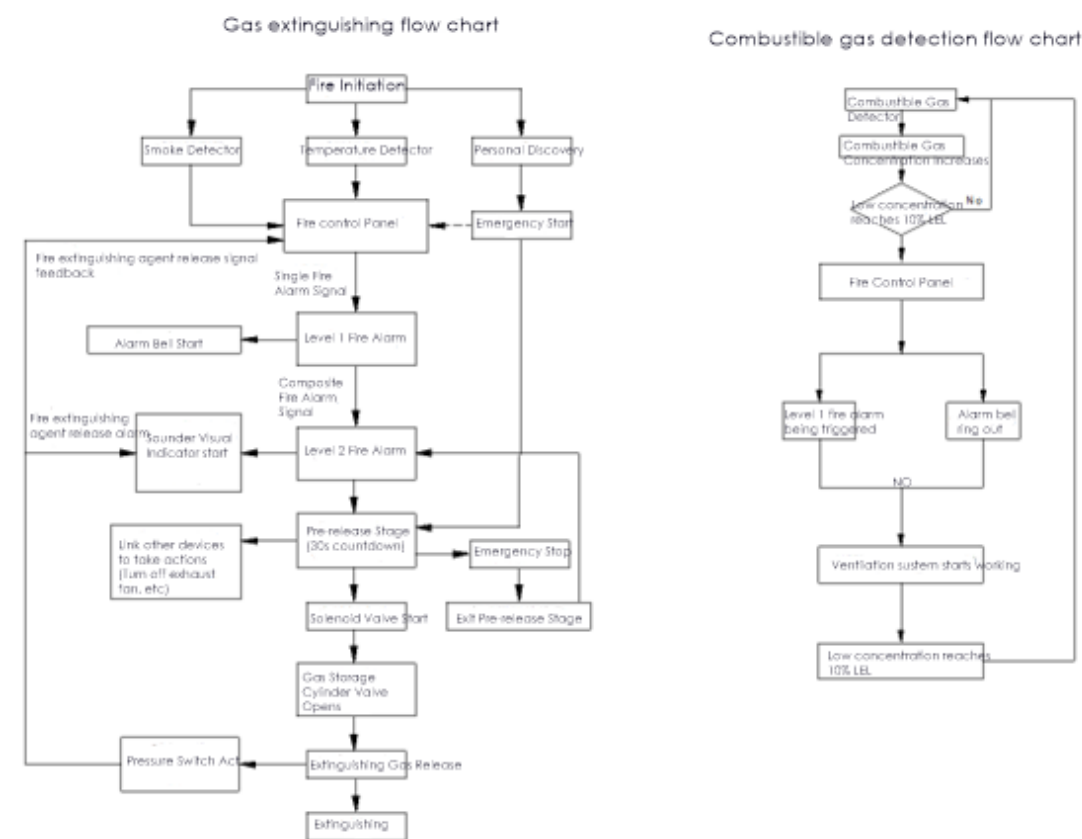 Gas extinguishing flow chart
Fire Initiation
Smoke Detector
Temperature Detector
Personal Discovery
Fire control Panel
Emergency Start
Fire extinguishing agent release signal
feedback
Single Fire
Alarm Signal
Alarm Bell Start
Level 1 Fire Alarm
Composite
Fire Alarm
Signal
Fire extinguishing
agent release alarm
Sounder Visual
Indicator start
Level 2 Fire Alarm
Link other devices
to take actions
(Turn off exhaust
fan, etc)
Pre-release Stage
(30s countdown)
Emergency Stop
Exit Pre-release Stage
Solenoid Valve Start
Gas Storage
Cylinder Valve
Opens
Pressure Switch Act
Extinguishing Gas Release
Extinguishing
Combustible gas detection flow chart
Combustible Gas
Detector
Combustible Gas
Concentration Increases
Low concentration
reaches 10% LEL
No
Fire Control Panel
Level 1 fire alarm
being triggered
Alarm bell
ring out
NO
Ventilation sustem starts working
Low concentration reaches
10% LEL